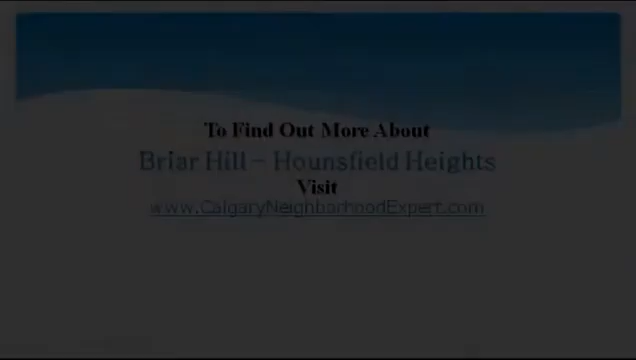 To Find Out More About
Briar Hill – Hounsfield Heights
Visit
www.CalgaryNeighborhoodExpert.com